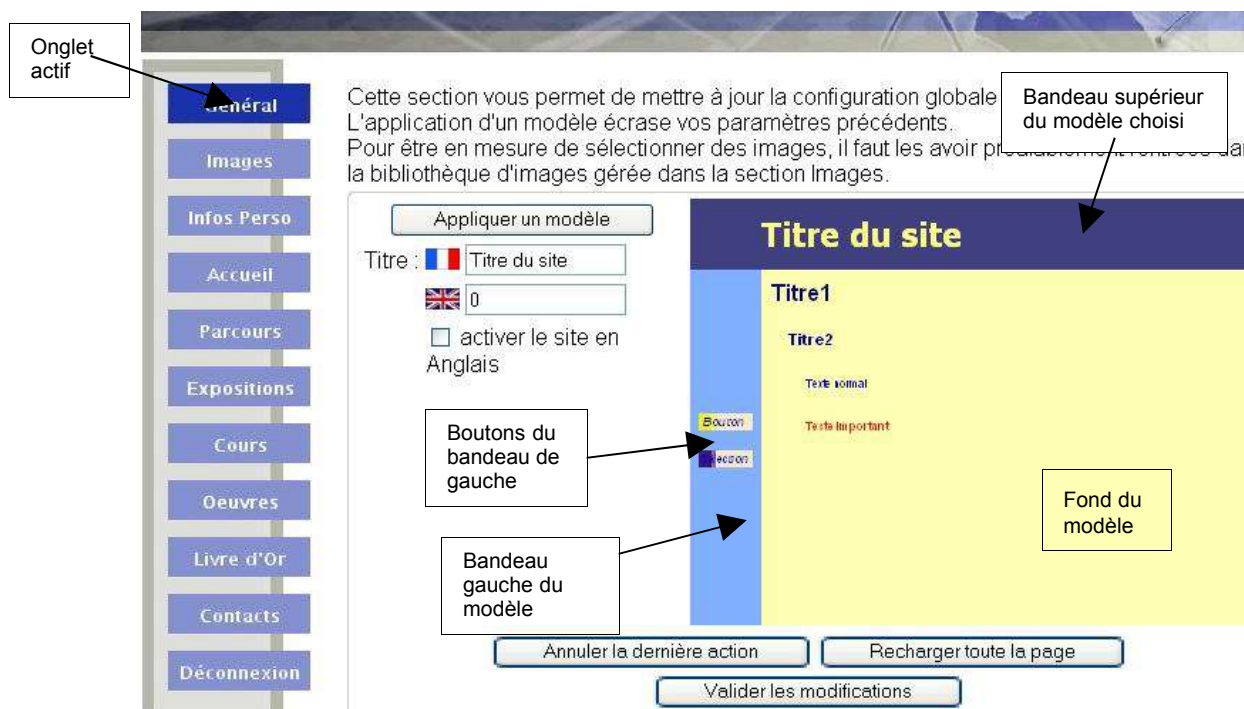 Onglet
actif
Général
Images
Infos Perso
Accueil
Parcours
Expositions
Cours
Oeuvres
Livre d'Or
Contacts
Déconnexion
Cette section vous permet de mettre à jour la configuration globale
L'application d'un modèle écrase vos paramètres précédents.
Pour être en mesure de sélectionner des images, il faut les avoir
la bibliothèque d'images gérée dans la section Images.
Bandeau supérieur
du modèle choisi
Appliquer un modèle
Titre : Titre du site
0
activer le site en
Anglais
Titre du site
Titre1
Titre2
Texte normal
Texte important
Bouton
Boutons du
bandeau de
gauche
Bandeau
gauche du
modèle
Fond du
modèle
Annuler la dernière action
Recharger toute la page
Valider les modifications